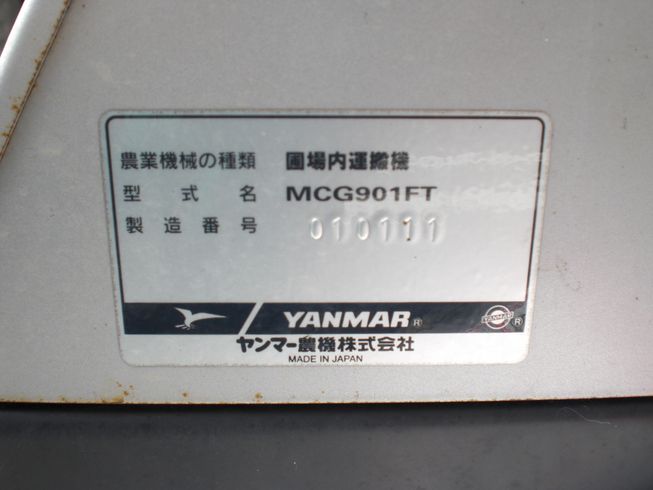 農業機械の種類 圃場内運搬機
型式名 MCG901FT
製造番号 010111
YANMAR® YANMAR ®
ヤンマー農機株式会社
MADE IN JAPAN